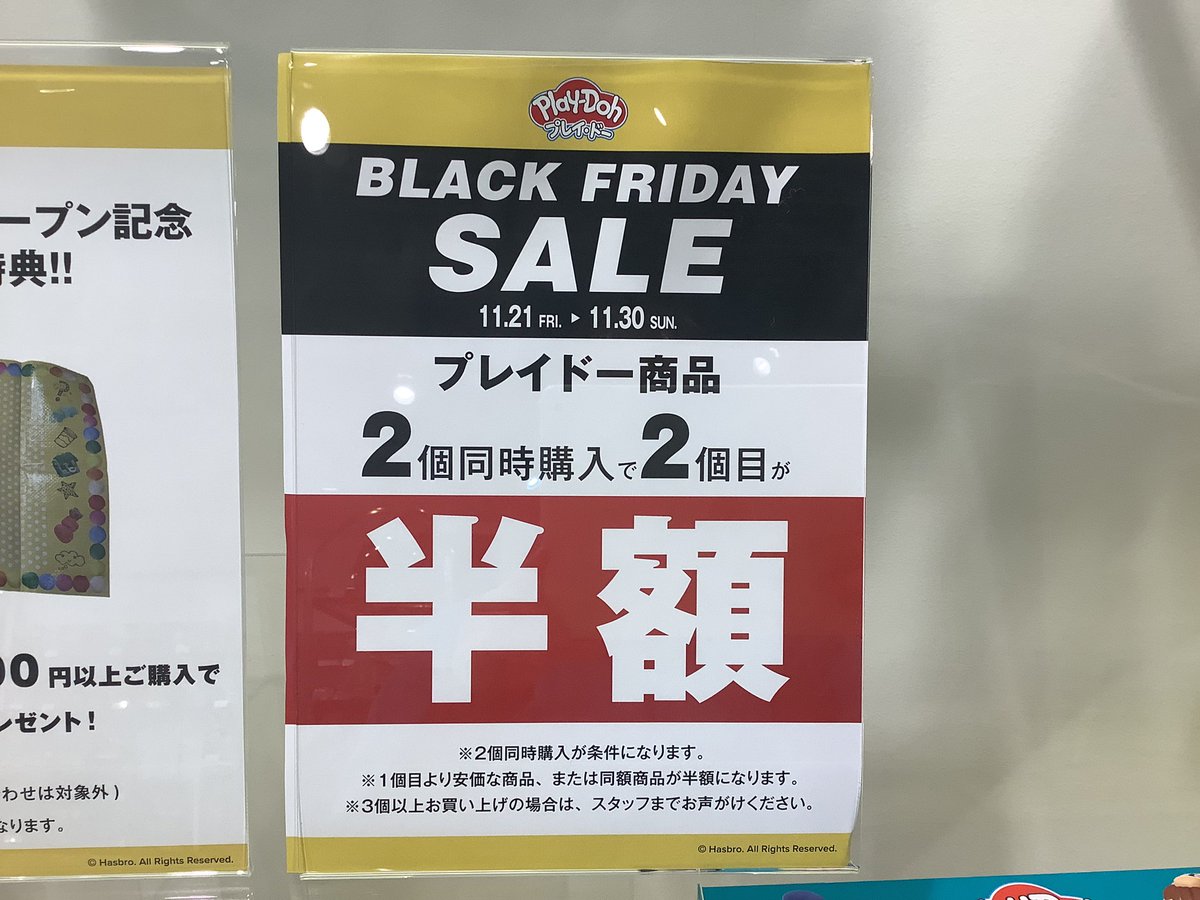 ープン記念
特典!!
00円以上ご購入で
レゼント!
わせは対象外)
なります。
© Hasbro. All Rights Reserved.
Play-Doh
プレイ・ドー
BLACK FRIDAY
SALE
11.21 FRI. ▶ 11.30 SUN.
プレイドー商品
2個同時購入で2個目が
半額
※2個同時購入が条件になります。
※1個目より安価な商品、または同額商品が半額になります。
※3個以上お買い上げの場合は、スタッフまでお声がけください。
© Hasbro. All Rights Reserved.